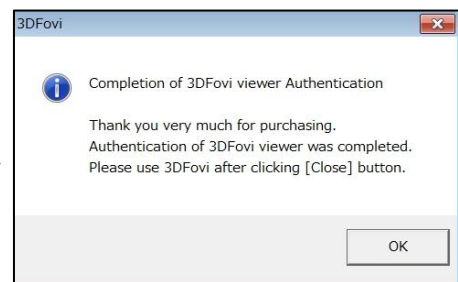 3DFovi
Completion of 3DFovi viewer Authentication
Thank you very much for purchasing.
Authentication of 3DFovi viewer was completed.
Please use 3DFovi after clicking [Close] button.
OK